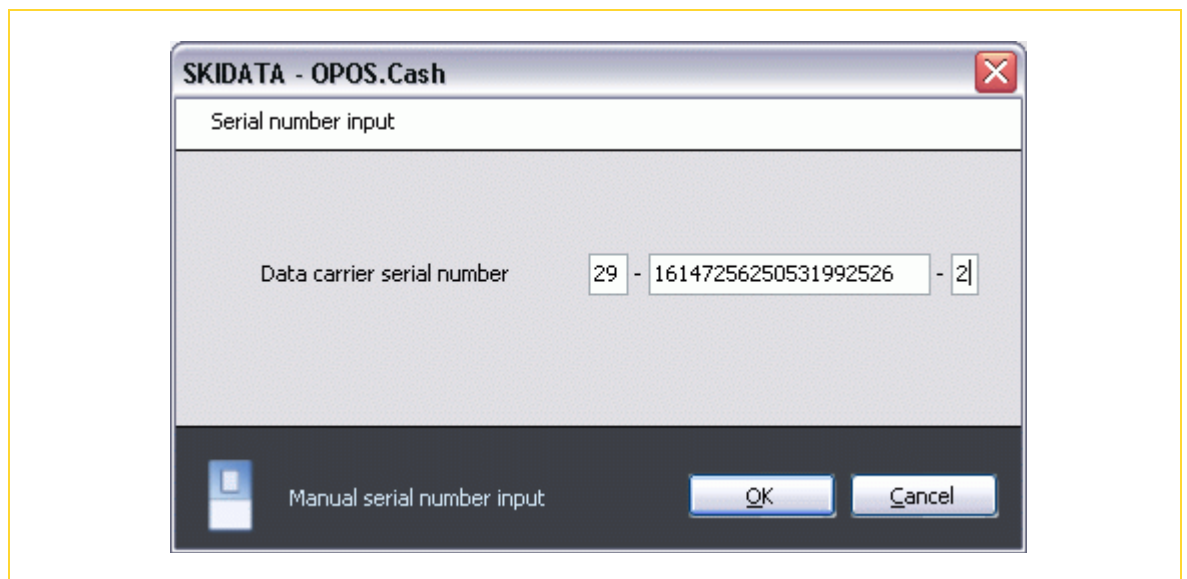 SKIDATA - OPOS.Cash
Serial number input
Data carrier serial number 29 - 16147256250531992526 - 2
Manual serial number input OK Cancel